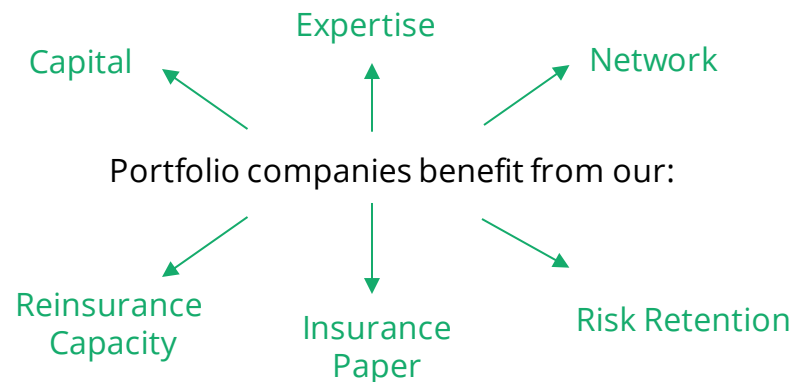 Expertise
Capital
Network
Portfolio companies benefit from our:
Reinsurance
Capacity
Insurance
Paper
Risk Retention